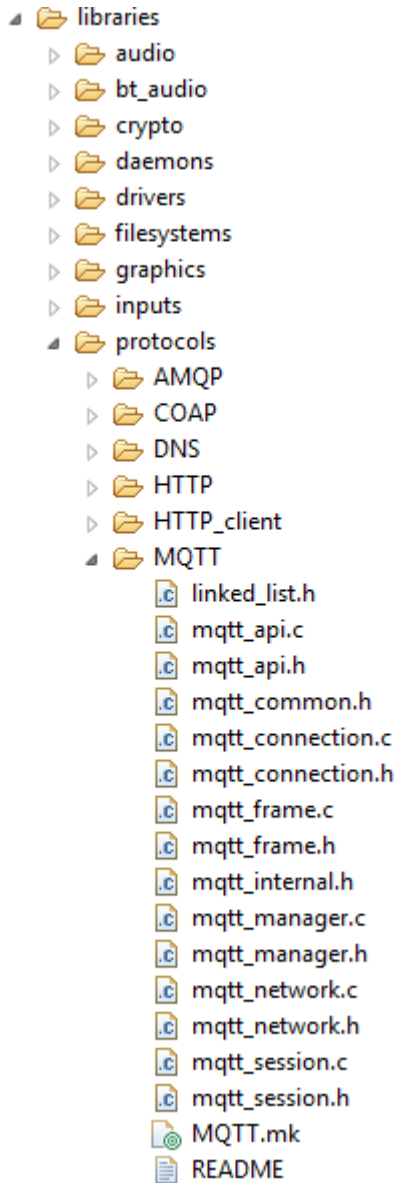 libraries
audio
bt_audio
crypto
daemons
drivers
filesystems
graphics
inputs
protocols
AMQP
COAP
DNS
HTTP
HTTP_client
MQTT
linked_list.h
mqtt_api.c
mqtt_api.h
mqtt_common.h
mqtt_connection.c
mqtt_connection.h
mqtt_frame.c
mqtt_frame.h
mqtt_internal.h
mqtt_manager.c
mqtt_manager.h
mqtt_network.c
mqtt_network.h
mqtt_session.c
mqtt_session.h
MQTT.mk
README